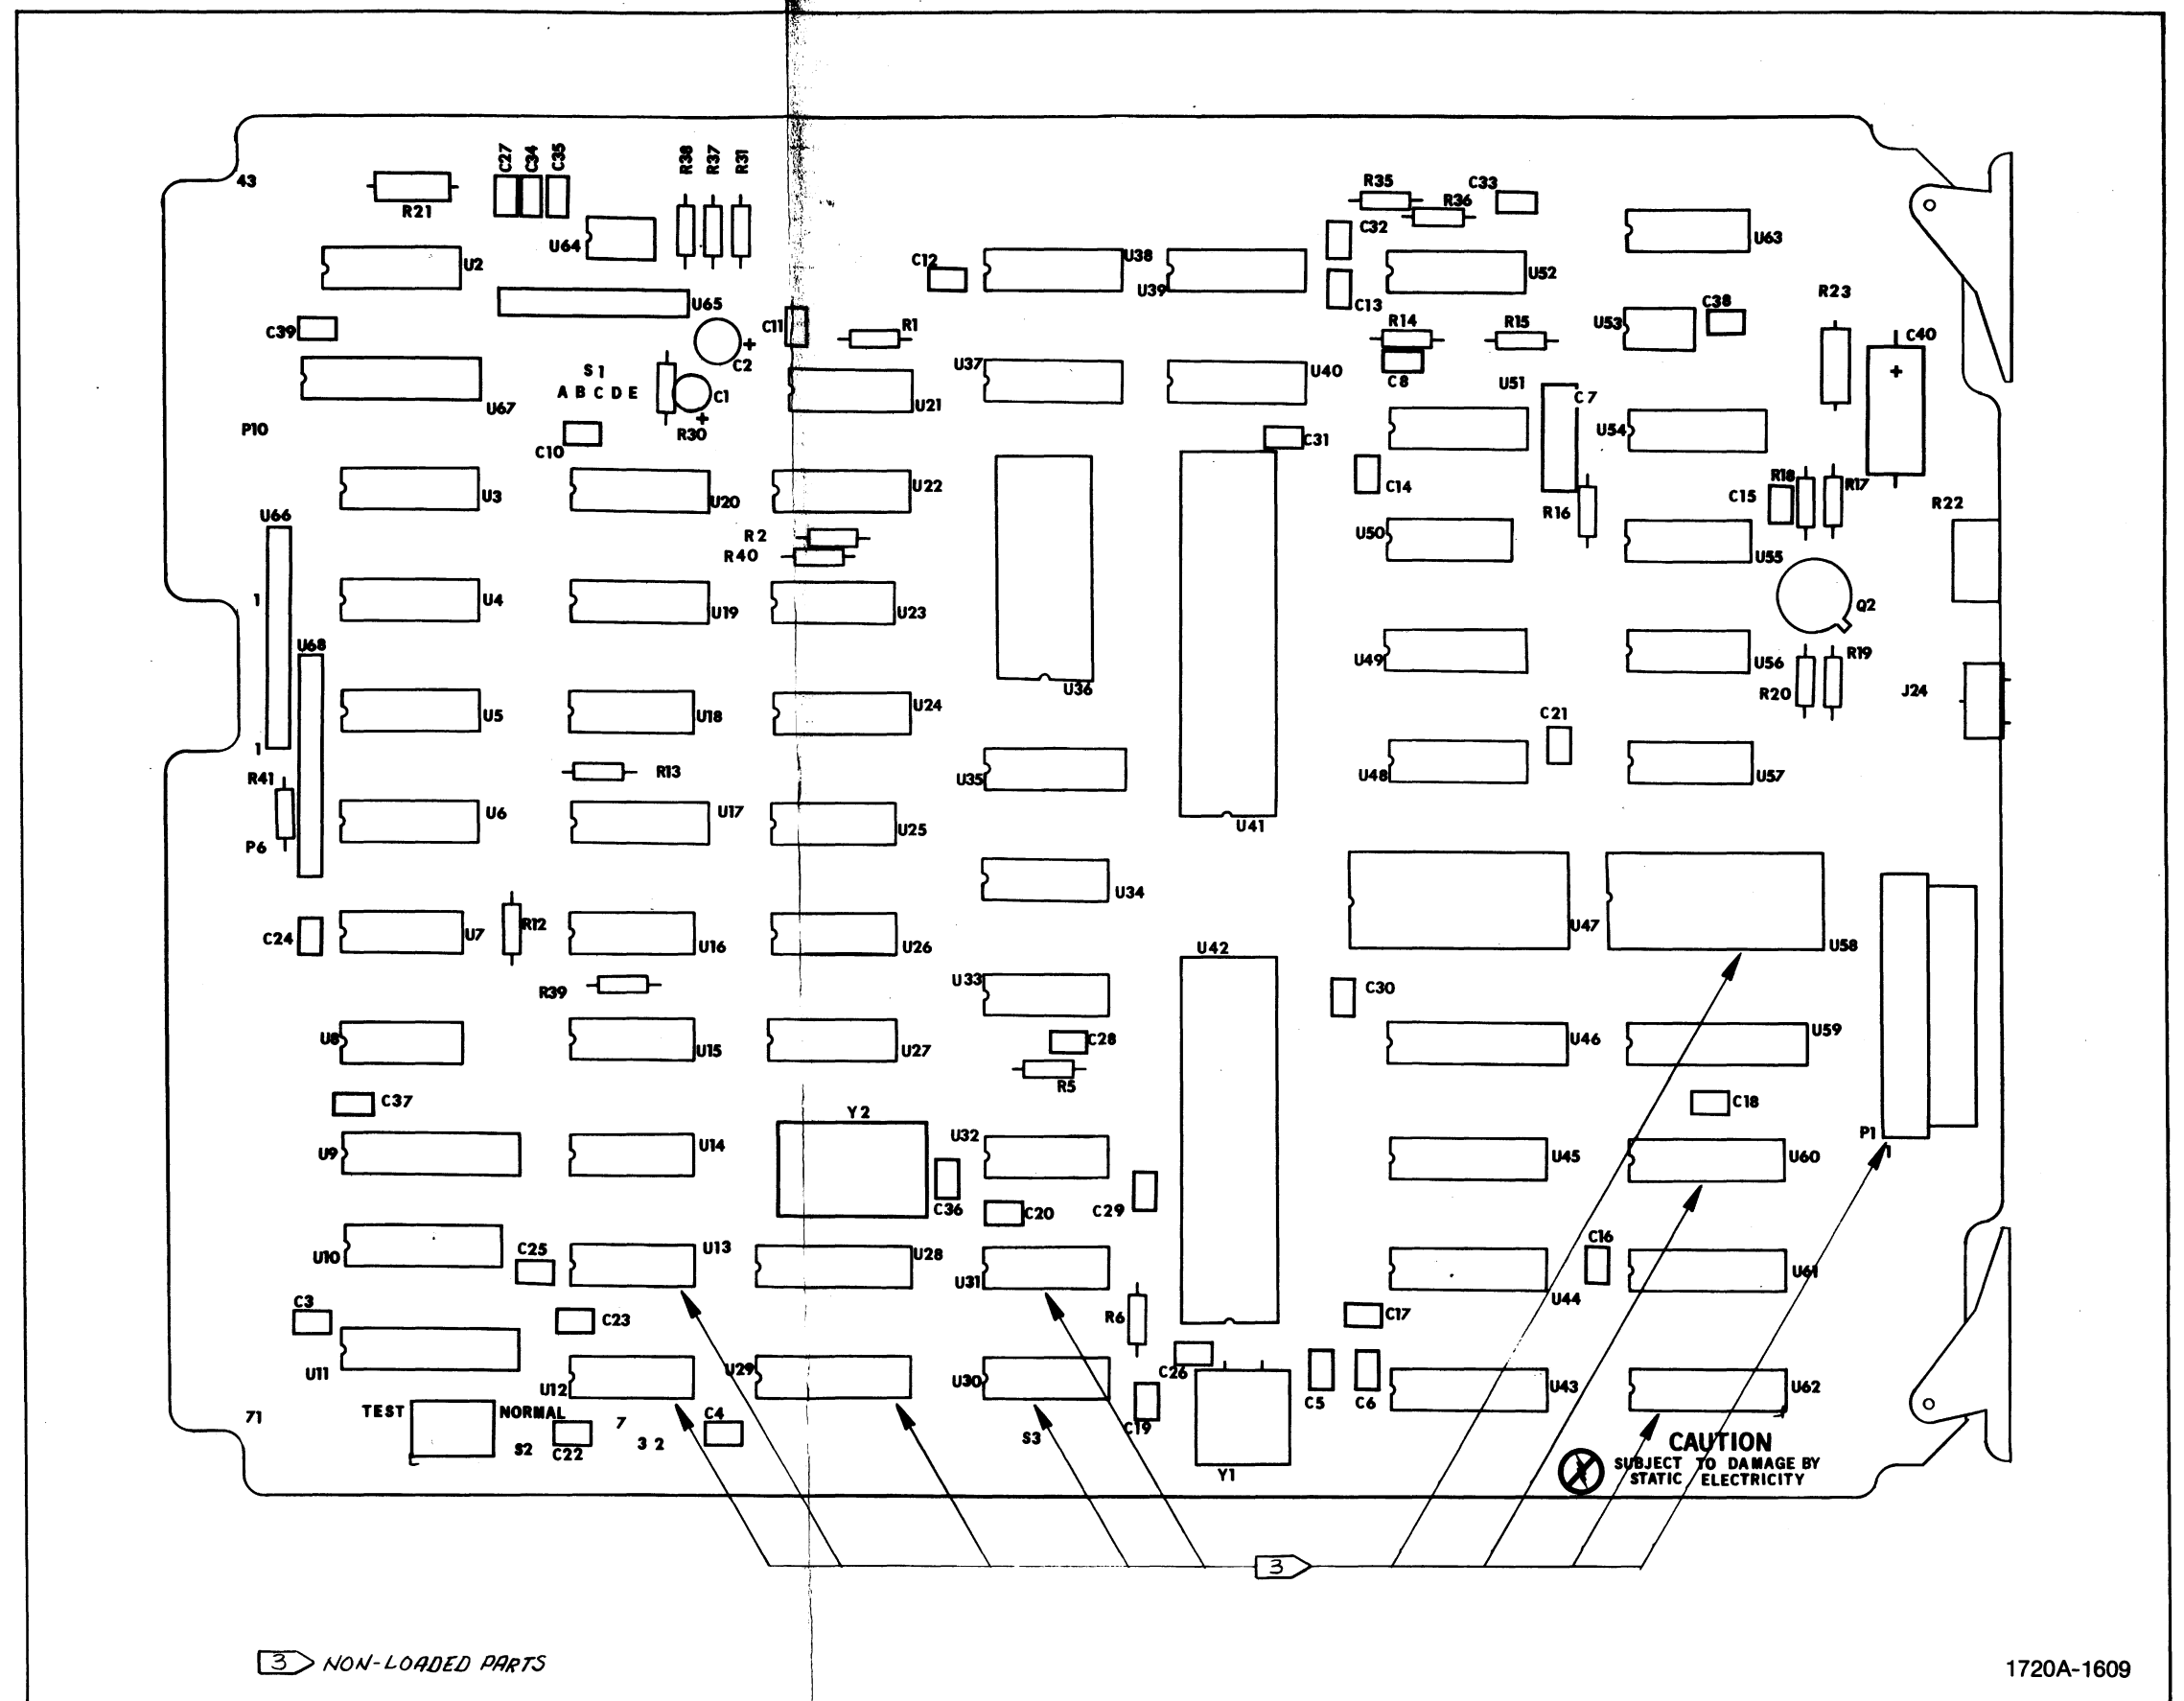 C27
C34
C35
R38
R37
R31
43
R21
U64
U2
U65
C39
C2
C11
R1
C12
U38
U39
R35
R36
C33
C32
C13
U52
U63
R23
C40
+
S1
A B C D E
C1
+
+
R30
U67
P10
C10
U21
U37
U40
R14
C8
R15
U53
C38
U51
C7
U54
C31
C14
U3
U20
U22
R2
R40
U66
1
U68
1
U4
U19
U23
U36
U50
R16
C15
R18
R17
R22
U55
Q2
U49
U56
R20
R19
J24
U5
U18
U24
R41
P6
R13
U35
U41
C21
U48
U57
U6
U17
U25
U34
C24
U7
R12
U16
U26
U42
U47
U58
R39
U33
C30
U8
U15
U27
C28
R5
U46
U59
C37
C18
Y2
U9
U14
U32
C36
C20
C29
U45
U60
P1
1
U10
C25
U13
U28
U31
R6
C16
U44
U61
C3
C23
C17
U11
U12
U29
U30
C26
C19
C5
C6
U43
U62
71
TEST
NORMAL
S2
C22
7
3 2
C4
S3
Y1
CAUTION
SUBJECT TO DAMAGE BY
STATIC ELECTRICITY
3
3 NON-LOADED PARTS
1720A-1609